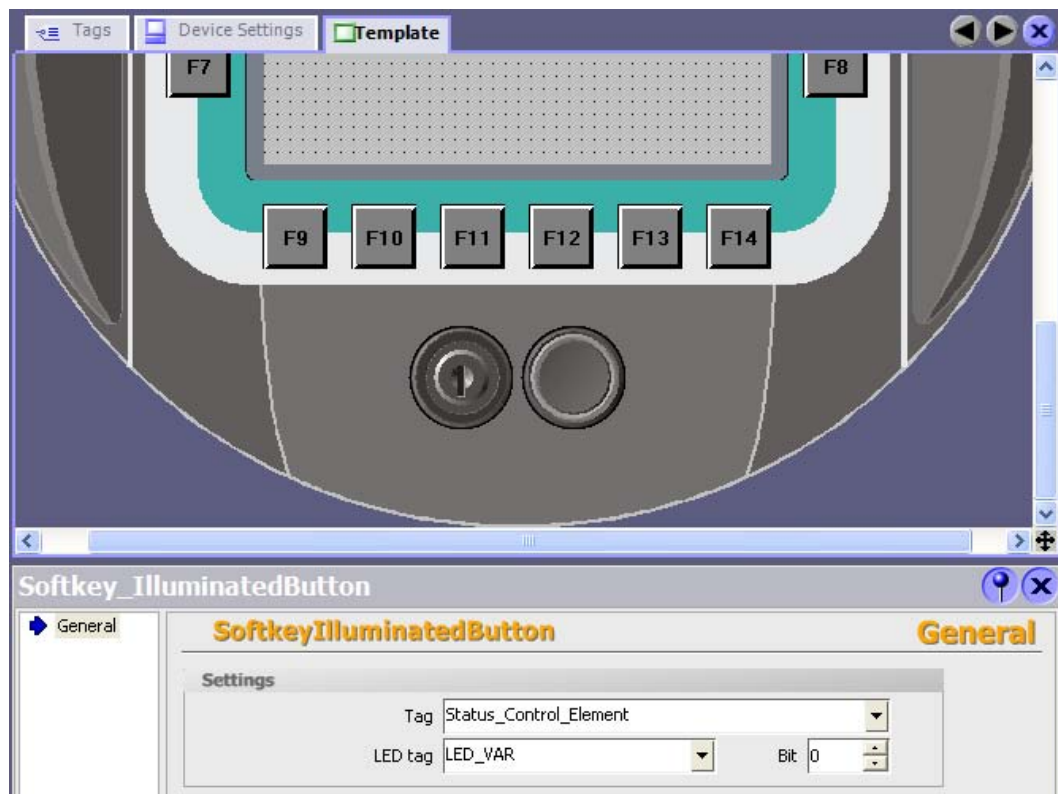 Tags Device Settings Template
F7 F8
F9 F10 F11 F12 F13 F14
1
Softkey_IlluminatedButton
General SoftkeyIlluminatedButton General
Settings
Tag Status_Control_Element
LED tag LED_VAR Bit 0